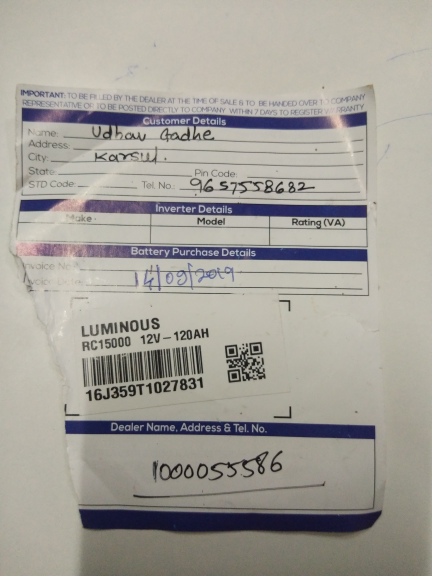 IMPORTANT: TO BE FILLED BY THE DEALER AT THE TIME OF SALE & TO BE HANDED OVER TO COMPANY
REPRESENTATIVE OR TO BE POSTED DIRECTLY TO COMPANY WITHIN 7 DAYS TO REGISTER WARRANTY
Customer Details
Name: Udhav Gadhe
Address:
City: Karsul.
State: Pin Code:
STD Code: Tel. No.: 9657558682
Inverter Details
Make Model Rating (VA)
Battery Purchase Details
Invoice No.
Invoice Date 14/09/2019
LUMINOUS
RC15000 12V-120AH
16J359T1027831
Dealer Name, Address & Tel. No.
1000055586